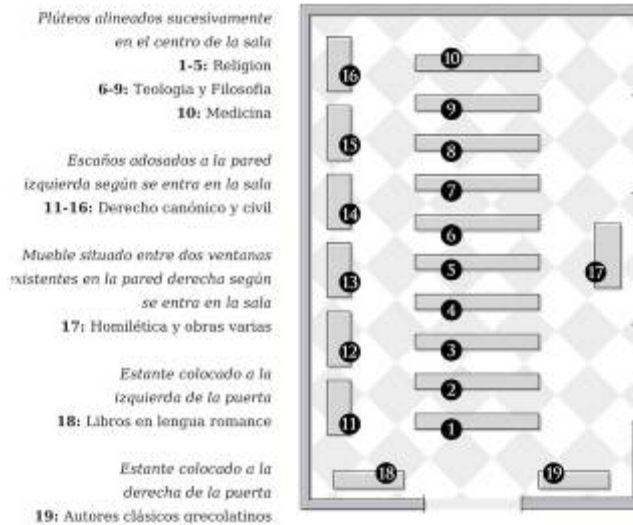 Plúteos alineados sucesivamente
en el centro de la sala
1-5: Religion
6-9: Teologia y Filosofia
10: Medicina
Escaños adosados a la pared
izquierda según se entra en la sala
11-16: Derecho canónico y civil
Mueble situado entre dos ventanas
xistentes en la pared derecha según
se entra en la sala
17: Homilética y obras varias
Estante colocado a la
izquierda de la puerta
18: Libros en lengua romance
Estante colocado a la
derecha de la puerta
19: Autores clásicos grecolatinos
10
16
9
15
8
7
14
6
5
17
13
4
3
12
2
11
1
18
19